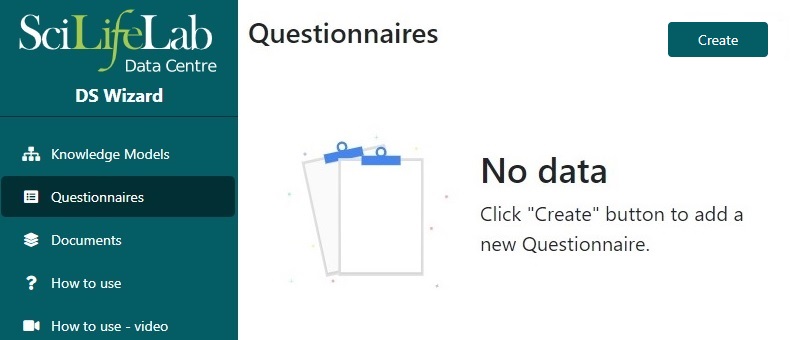 SciLifeLab
Data Centre
DS Wizard
Knowledge Models
Questionnaires
Documents
How to use
How to use - video
Questionnaires
Create
No data
Click "Create" button to add a
new Questionnaire.